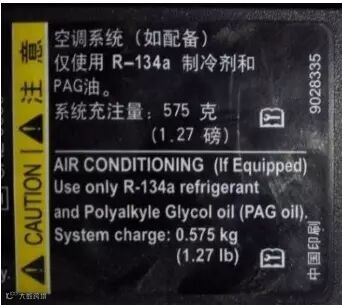 注意
空调系统（如配备）
仅使用 R-134a 制冷剂和
PAG油。
系统充注量: 575 克
(1.27 磅)
CAUTION
AIR CONDITIONING (If Equipped)
Use only R-134a refrigerant
and Polyalkyle Glycol oil (PAG oil).
System charge: 0.575 kg
(1.27 lb)
9028335
中国印刷